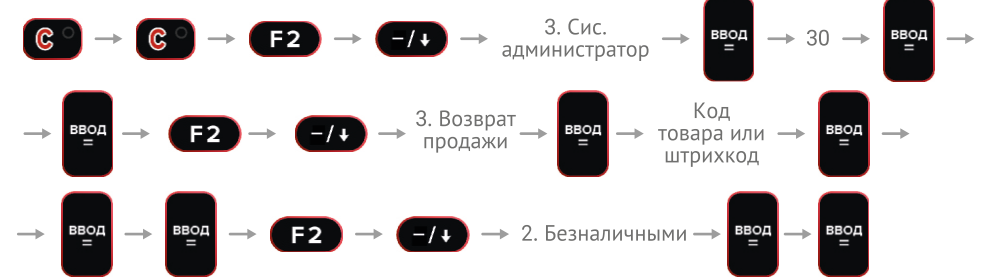 C → C → F2 → –/↓ → 3. Сис. администратор → ВВОД = → 30 → ВВОД = →
→ ВВОД = → F2 → –/↓ → 3. Возврат продажи → ВВОД = → Код товара или штрихкод → ВВОД = →
→ ВВОД = → ВВОД = → F2 → –/↓ → 2. Безналичными → ВВОД = → ВВОД =